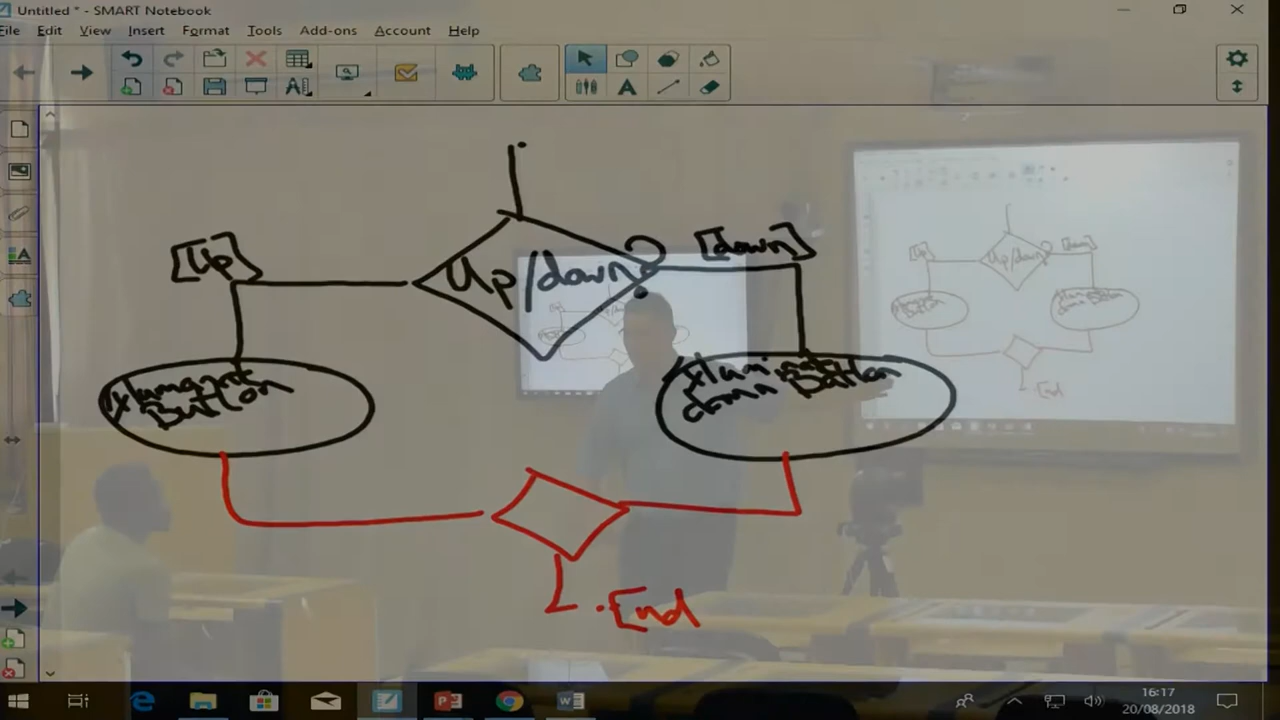 Untitled * - SMART Notebook
File Edit View Insert Format Tools Add-ons Account Help
[Up]
Up/down
[down]
Button
down Button
End
16:17
20/08/2018